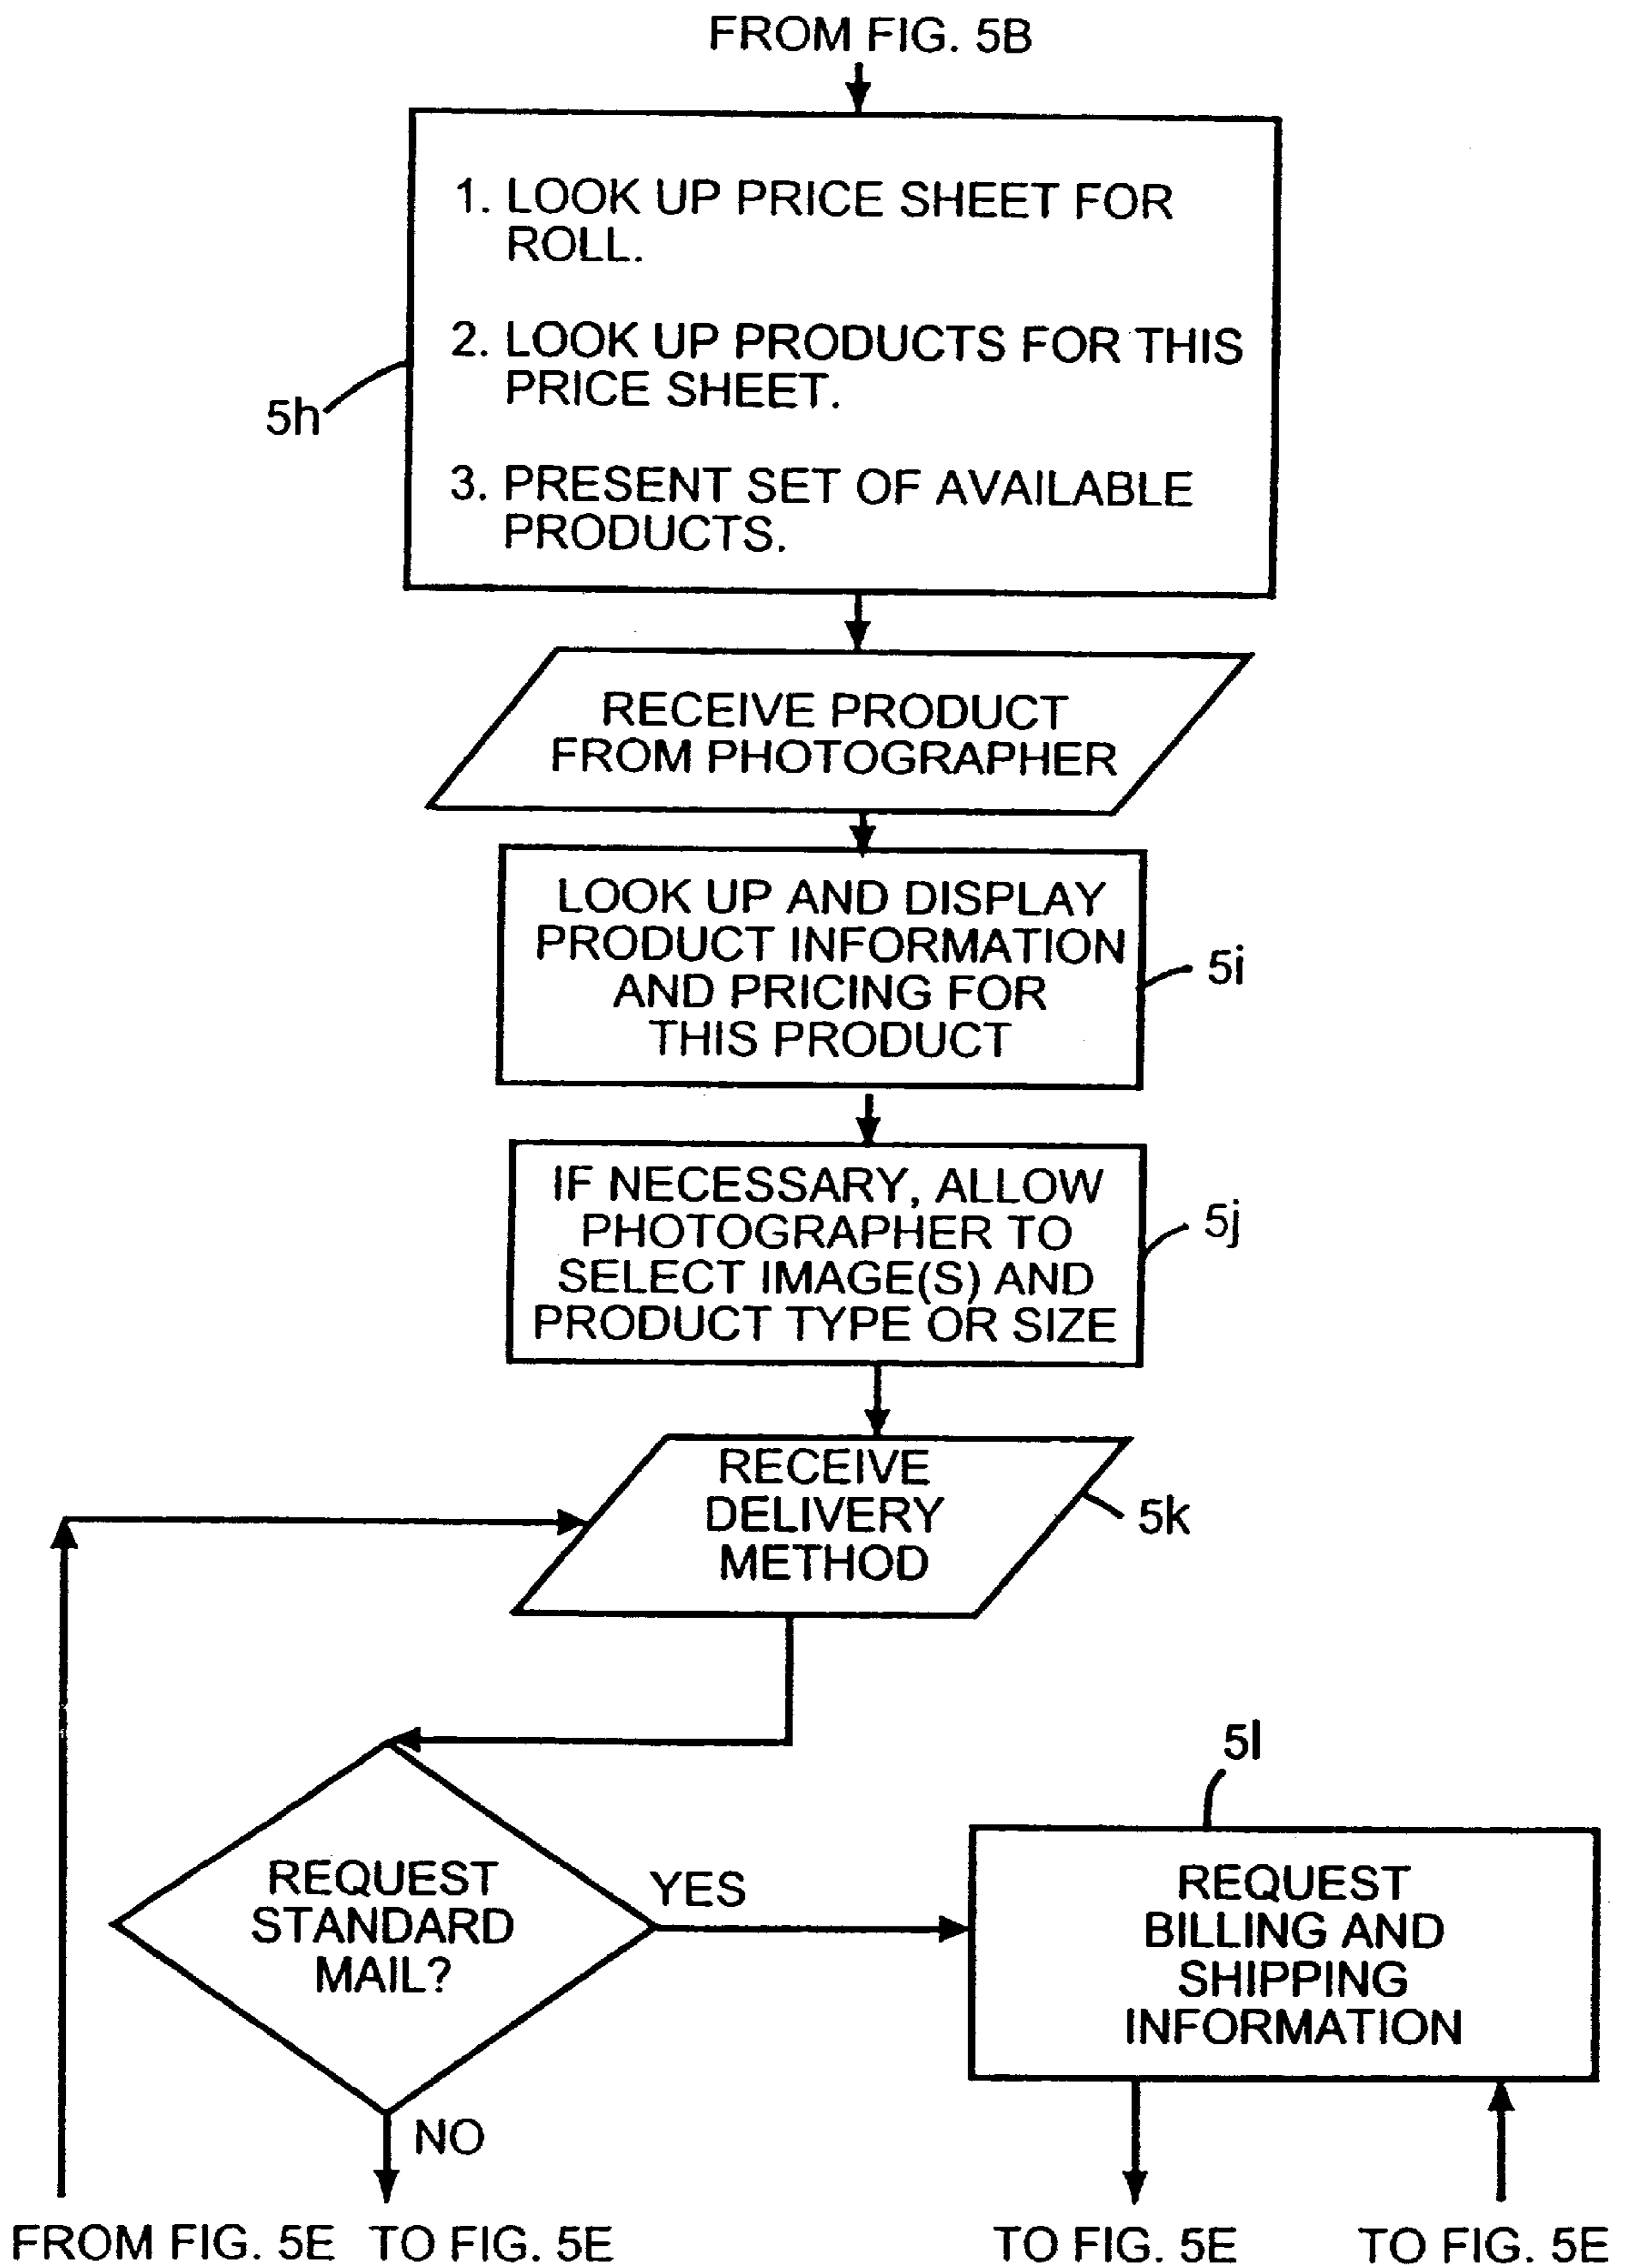 FROM FIG. 5B
1. LOOK UP PRICE SHEET FOR
ROLL.
2. LOOK UP PRODUCTS FOR THIS
PRICE SHEET.
3. PRESENT SET OF AVAILABLE
PRODUCTS.
5h
RECEIVE PRODUCT
FROM PHOTOGRAPHER
LOOK UP AND DISPLAY
PRODUCT INFORMATION
AND PRICING FOR
THIS PRODUCT
5i
IF NECESSARY, ALLOW
PHOTOGRAPHER TO
SELECT IMAGE(S) AND
PRODUCT TYPE OR SIZE
5j
RECEIVE
DELIVERY
METHOD
5k
REQUEST
STANDARD
MAIL?
YES
NO
5l
REQUEST
BILLING AND
SHIPPING
INFORMATION
FROM FIG. 5E TO FIG. 5E TO FIG. 5E TO FIG. 5E